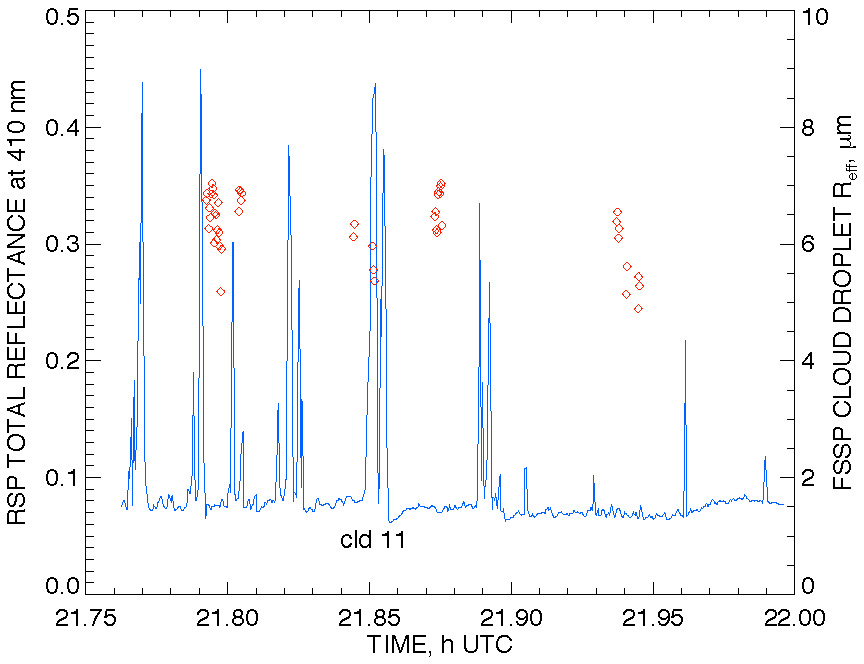 RSP TOTAL REFLECTANCE at 410 nm
0.5
0.4
0.3
0.2
0.1
0.0
10
8
6
4
2
0
FSSP CLOUD DROPLET Reff, μm
cld 11
21.75 21.80 21.85 21.90 21.95 22.00
TIME, h UTC